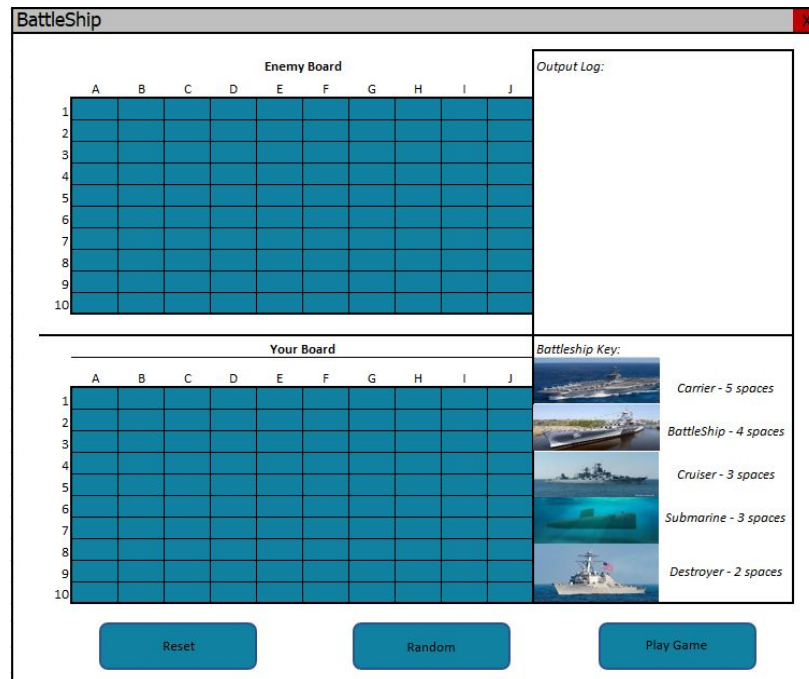 BattleShip X
Enemy Board
Output Log:
A B C D E F G H I J
1
2
3
4
5
6
7
8
9
10
Your Board
Battleship Key:
A B C D E F G H I J
1
2
3
4
5
6
7
8
9
10
Carrier - 5 spaces
BattleShip - 4 spaces
Cruiser - 3 spaces
Submarine - 3 spaces
Destroyer - 2 spaces
Reset
Random
Play Game